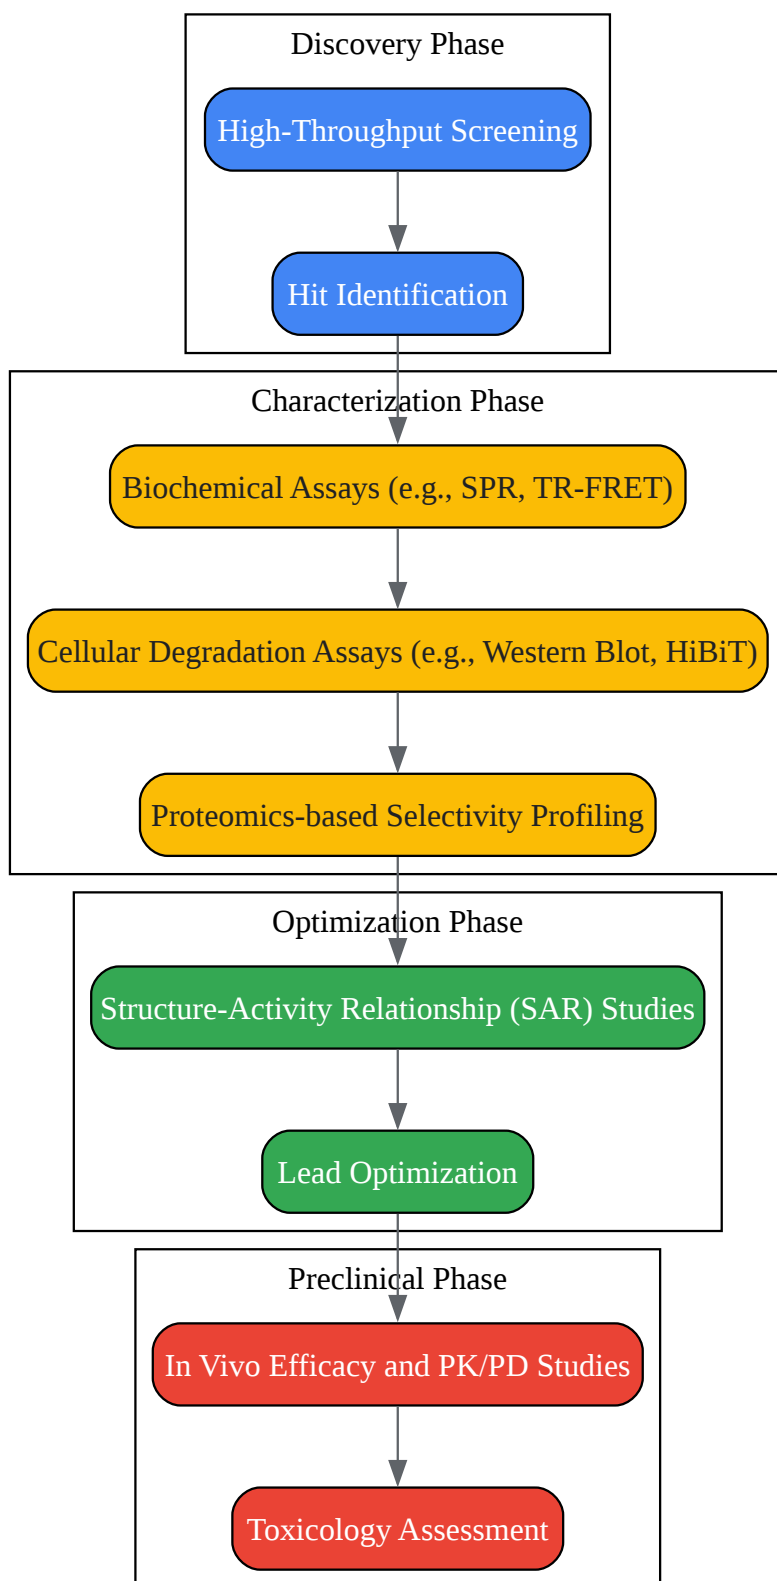 Discovery Phase
High-Throughput Screening
Hit Identification
Characterization Phase
Biochemical Assays (e.g., SPR, TR-FRET)
Cellular Degradation Assays (e.g., Western Blot, HiBiT)
Proteomics-based Selectivity Profiling
Optimization Phase
Structure-Activity Relationship (SAR) Studies
Lead Optimization
Preclinical Phase
In Vivo Efficacy and PK/PD Studies
Toxicology Assessment